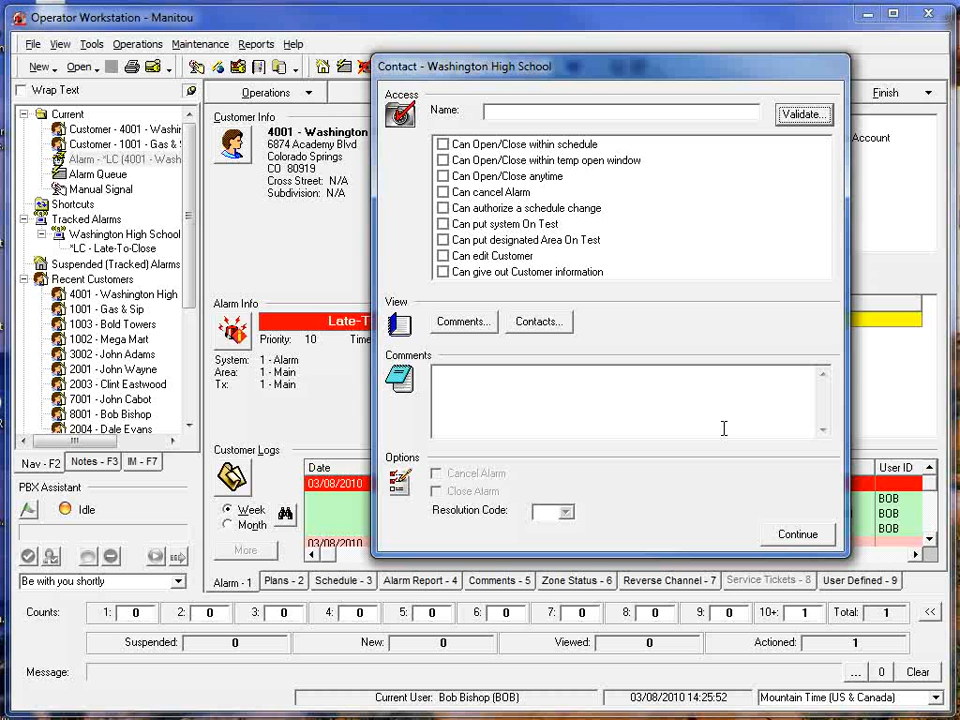 Operator Workstation - Manitou
File View Tools Operations Maintenance Reports Help
New Open
Wrap Text
Current
Customer - 4001 - Washi
Customer - 1001 - Gas &
Alarm - *LC (4001 - Wash
Alarm Queue
Manual Signal
Shortcuts
Tracked Alarms
Washington High School
*LC - Late-To-Close
Suspended (Tracked) Alarms
Recent Customers
4001 - Washington High
1001 - Gas & Sip
1003 - Bold Towers
1002 - Mega Mart
3002 - John Adams
2001 - John Wayne
2003 - Clint Eastwood
7001 - John Cabot
8001 - Bob Bishop
2004 - Dale Evans
Nav - F2 Notes - F3 IM - F7
PBX Assistant
Idle
Be with you shortly
Operations
Finish
Customer Info
4001 - Washington
6874 Academy Blvd
Colorado Springs
CO 80919
Cross Street: N/A
Subdivision: N/A
Account
Alarm Info
Late-T
Priority: 10 Time
System: 1 - Alarm
Area: 1 - Main
Tx: 1 - Main
Customer Logs
Week
Month
More
Date
User ID
03/08/2010
BOB
BOB
BOB
03/08/2010
Contact - Washington High School
Access
Name:
Validate...
Can Open/Close within schedule
Can Open/Close within temp open window
Can Open/Close anytime
Can cancel Alarm
Can authorize a schedule change
Can put system On Test
Can put designated Area On Test
Can edit Customer
Can give out Customer information
View
Comments... Contacts...
Comments
Options
Cancel Alarm
Close Alarm
Resolution Code:
Continue
Alarm - 1 Plans - 2 Schedule - 3 Alarm Report - 4 Comments - 5 Zone Status - 6 Reverse Channel - 7 Service Tickets - 8 User Defined - 9
Counts: 1: 0 2: 0 3: 0 4: 0 5: 0 6: 0 7: 0 8: 0 9: 0 10+: 1 Total: 1 <<
Suspended: 0 New: 0 Viewed: 0 Actioned: 1
Message: ... 0 Clear
Current User: Bob Bishop (BOB) 03/08/2010 14:25:52 Mountain Time (US & Canada)